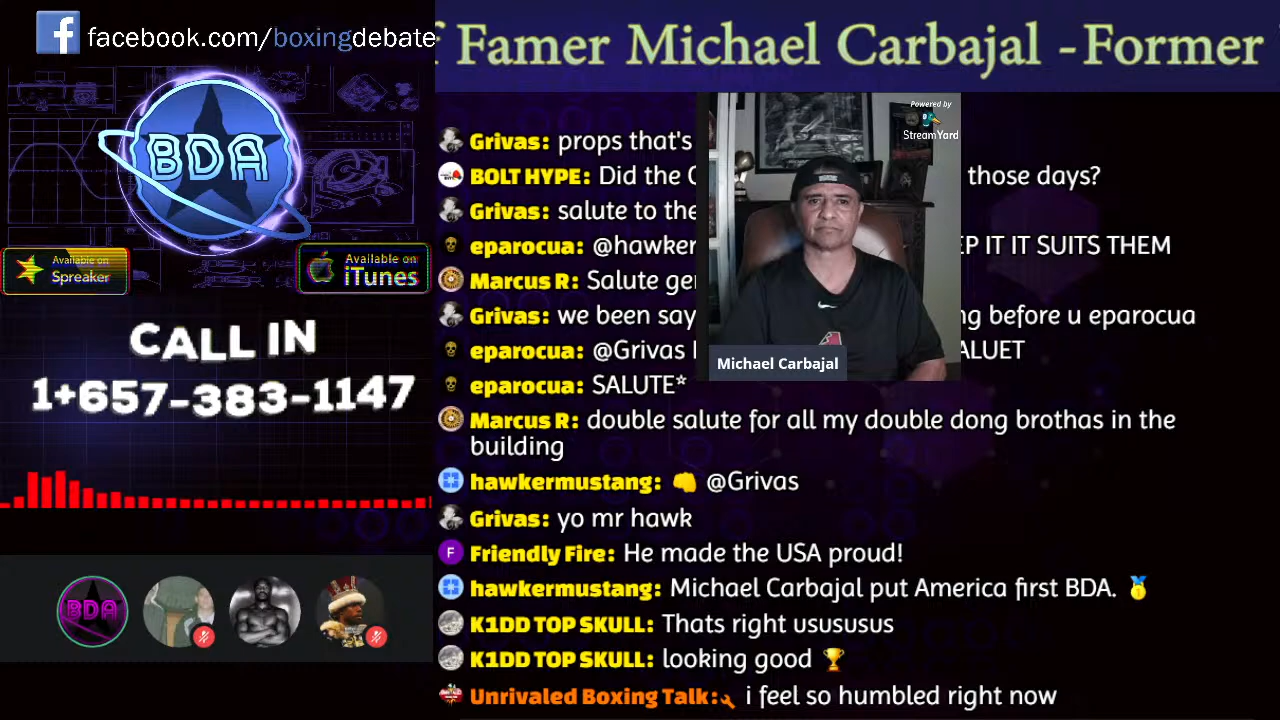 facebook.com/boxingdebate
Famer Michael Carbajal -Former
BDA
Available on
Spreaker
Available on
iTunes
CALL IN
1+657-383-1147
BDA
Powered by
StreamYard
Michael Carbajal
Grivas: props that's
BOLT HYPE: Did the those days?
Grivas: salute to the
eparocua: @hawker EP IT IT SUITS THEM
Marcus R: Salute ge
Grivas: we been say ng before u eparocua
eparocua: @Grivas ALUET
eparocua: SALUTE*
Marcus R: double salute for all my double dong brothas in the
building
hawkermustang: 👊 @Grivas
Grivas: yo mr hawk
F Friendly Fire: He made the USA proud!
hawkermustang: Michael Carbajal put America first BDA. 🥇
K1DD TOP SKULL: Thats right ususususus
K1DD TOP SKULL: looking good 🏆
Unrivaled Boxing Talk:🔧 i feel so humbled right now